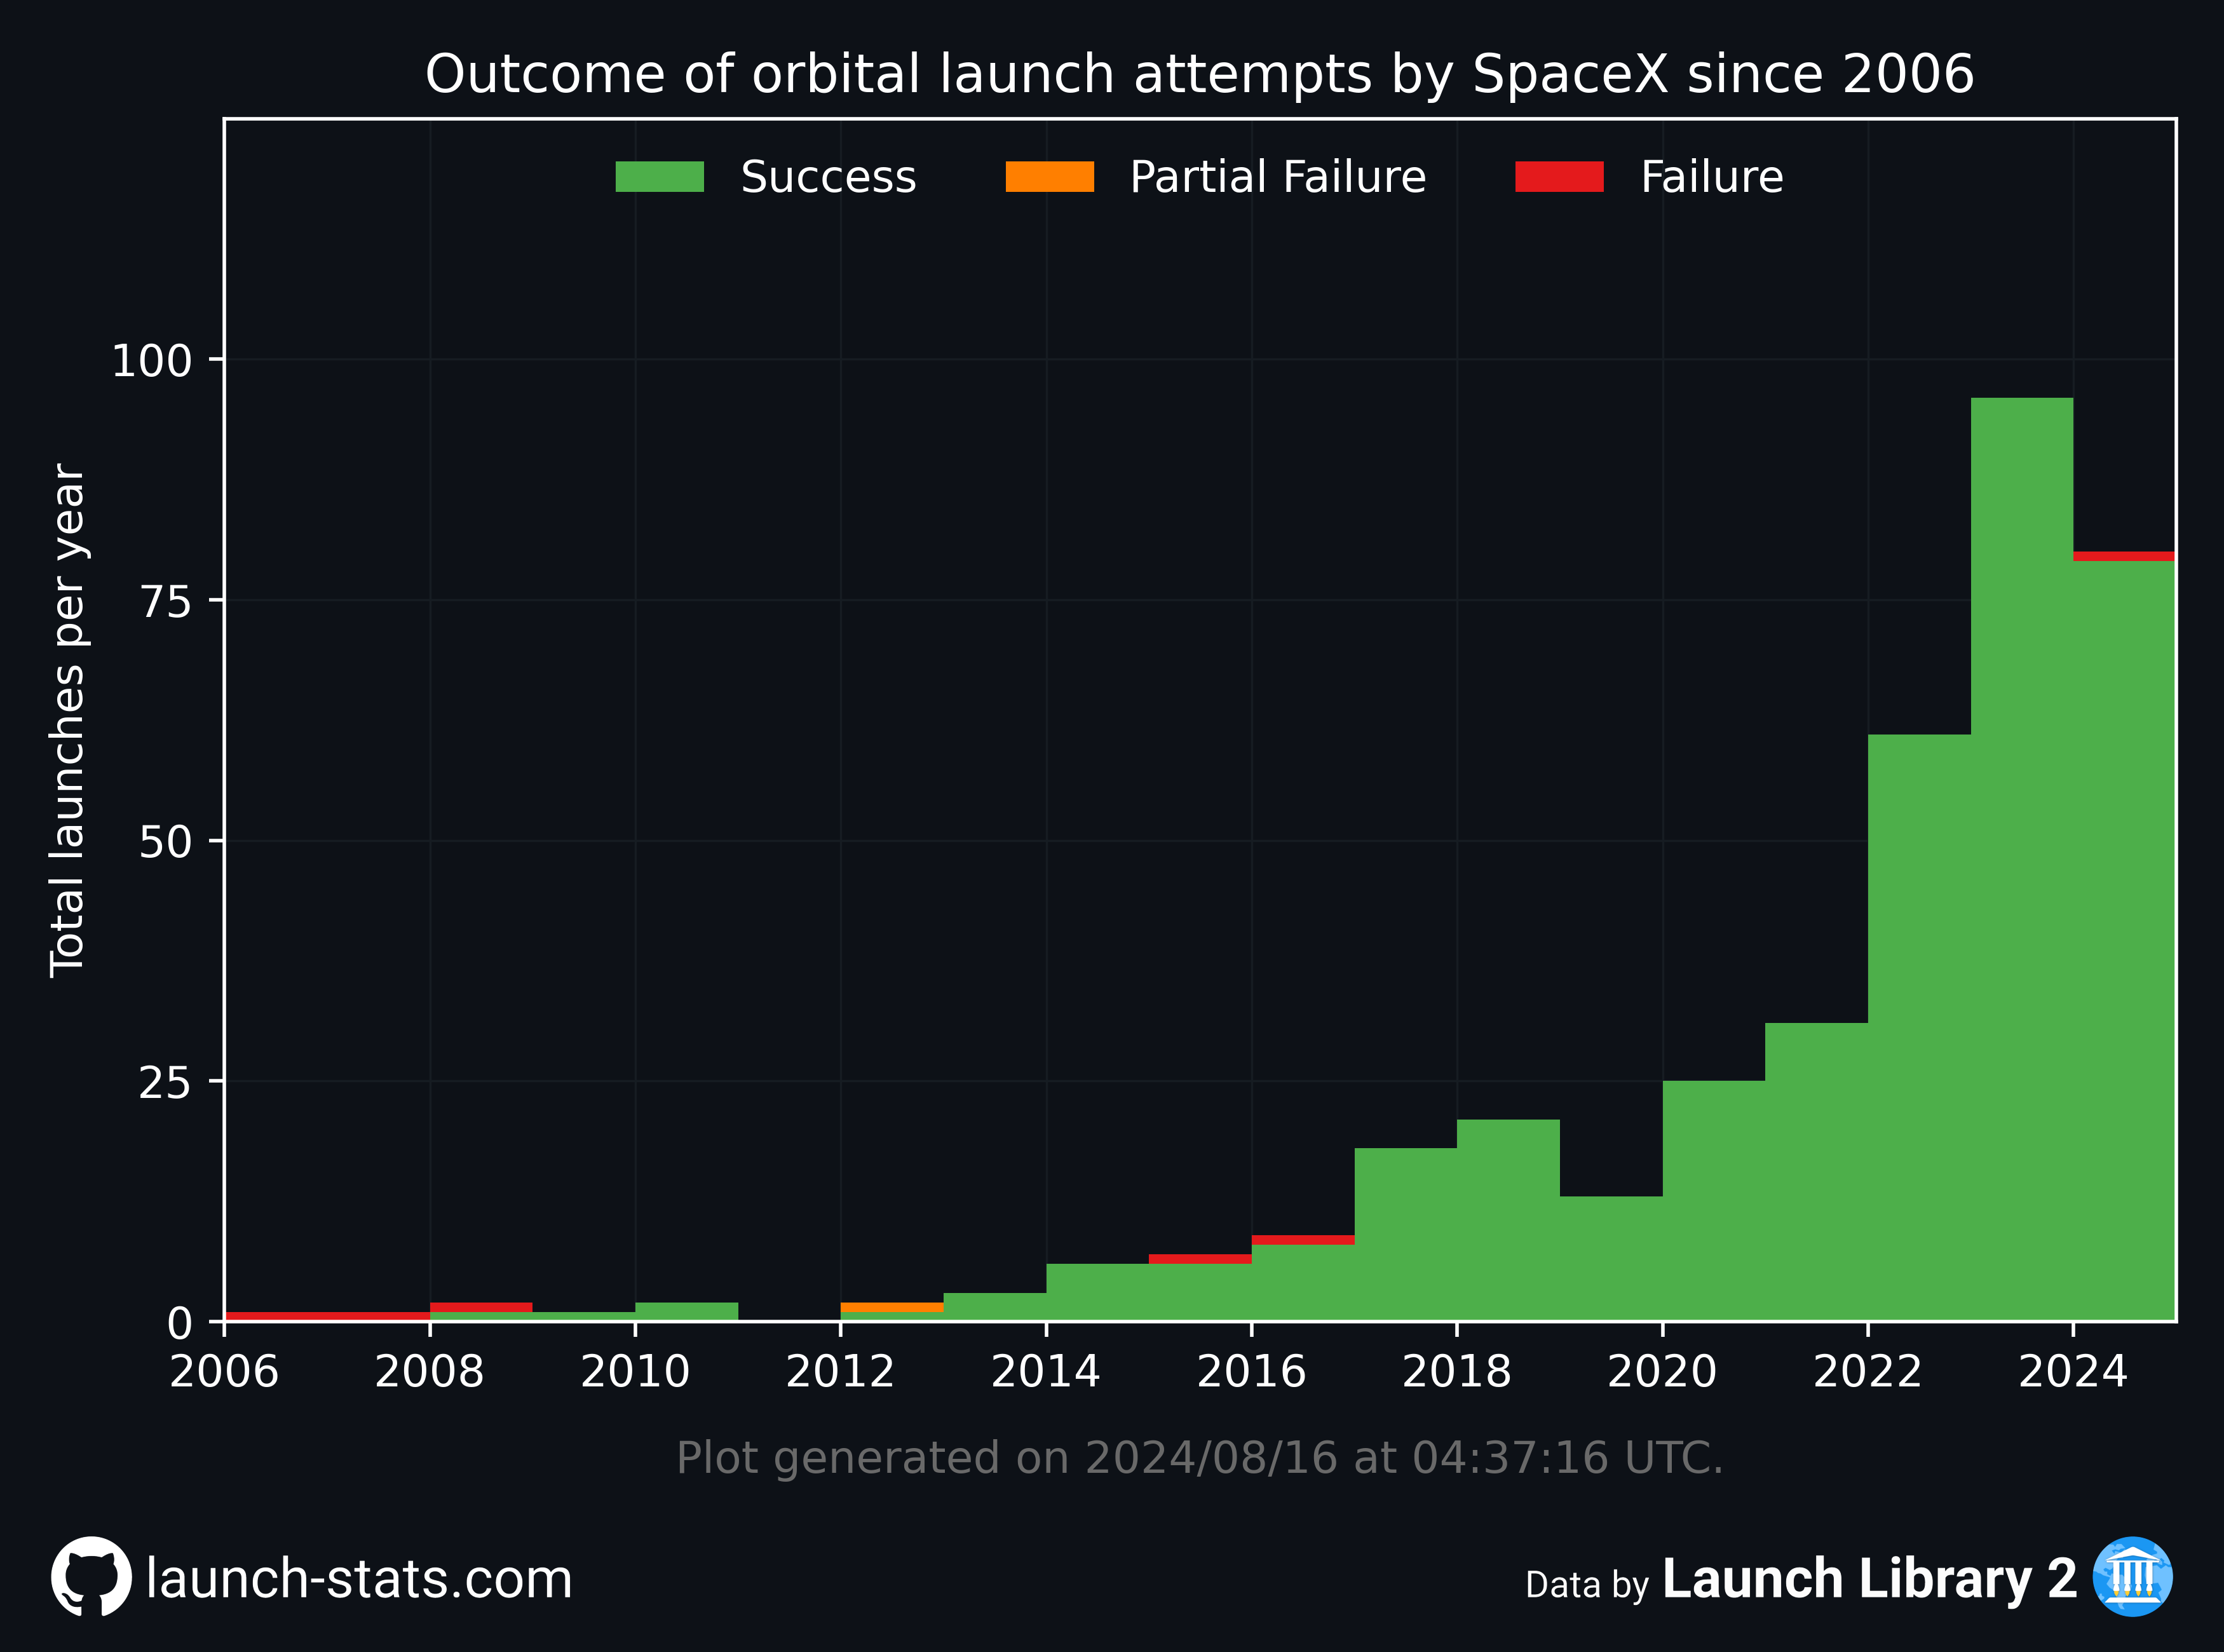 Outcome of orbital launch attempts by SpaceX since 2006
Success Partial Failure Failure
Total launches per year
100
75
50
25
0
2006 2008 2010 2012 2014 2016 2018 2020 2022 2024
Plot generated on 2024/08/16 at 04:37:16 UTC.
launch-stats.com
Data by Launch Library 2